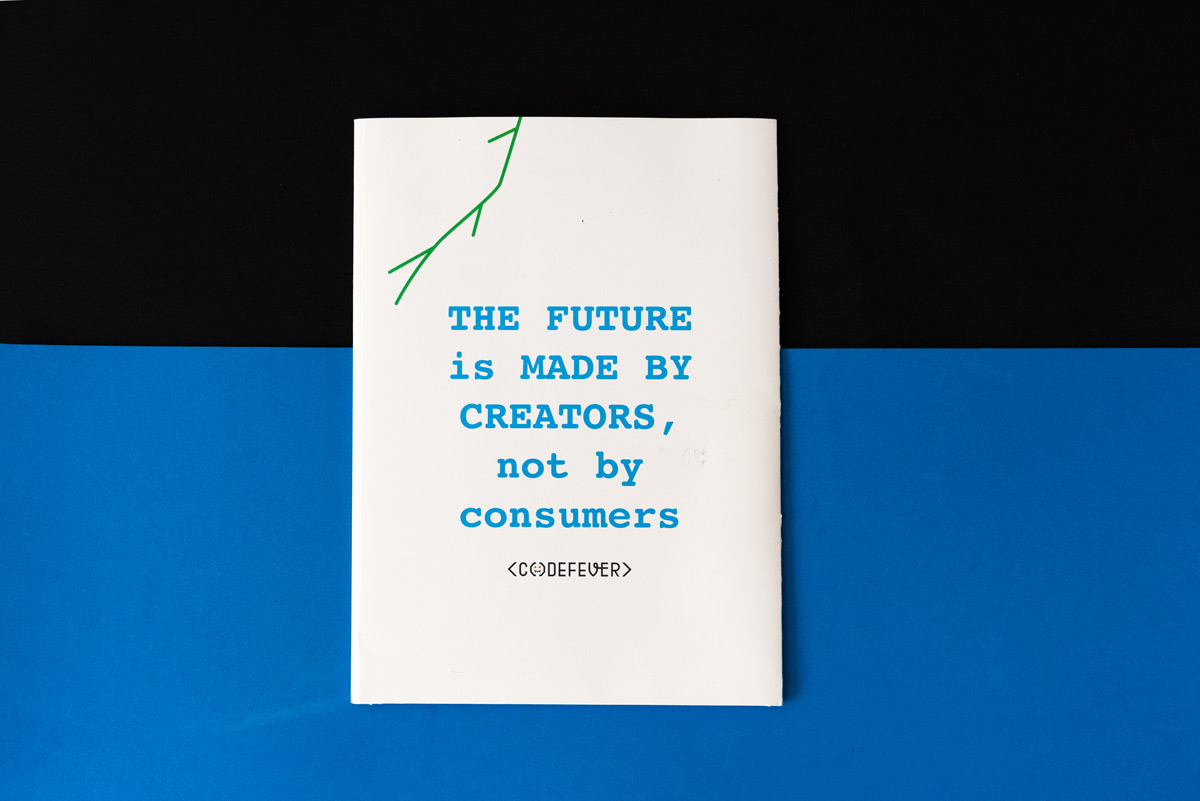 THE FUTURE
is MADE BY
CREATORS,
not by
consumers
<CODEFEVER>